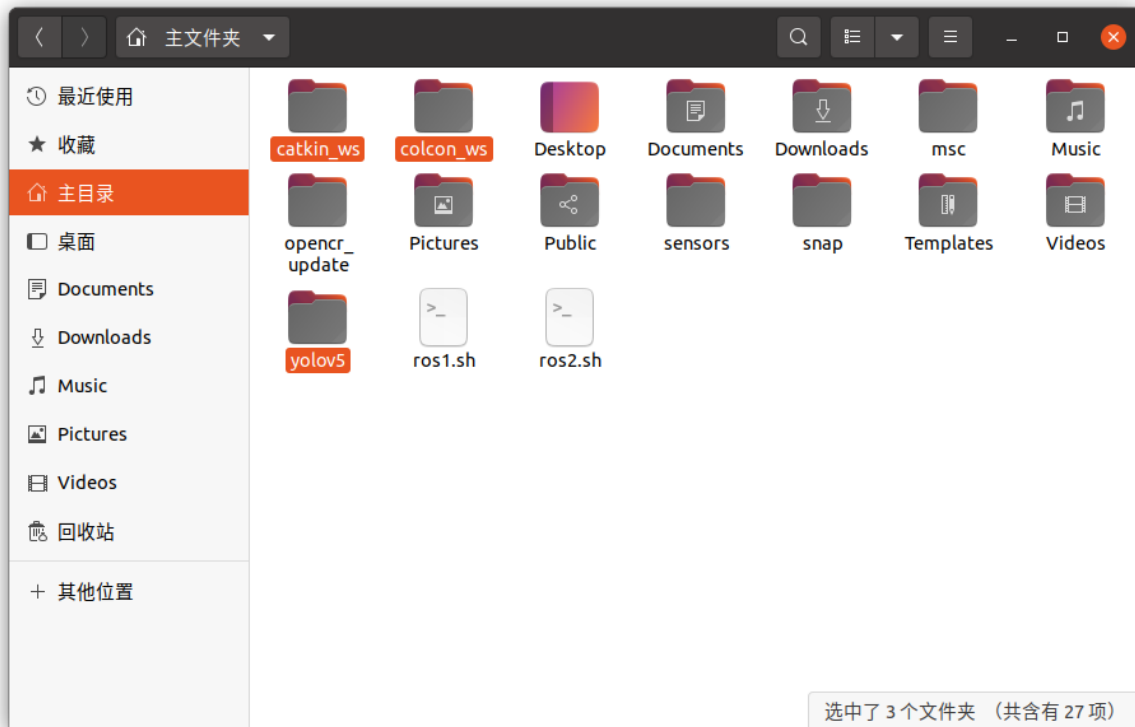 主文件夹
最近使用
收藏
主目录
桌面
Documents
Downloads
Music
Pictures
Videos
回收站
其他位置
catkin_ws
colcon_ws
Desktop
Documents
Downloads
msc
Music
opencr_
update
Pictures
Public
sensors
snap
Templates
Videos
yolov5
ros1.sh
ros2.sh
选中了 3 个文件夹 （共含有 27 项）